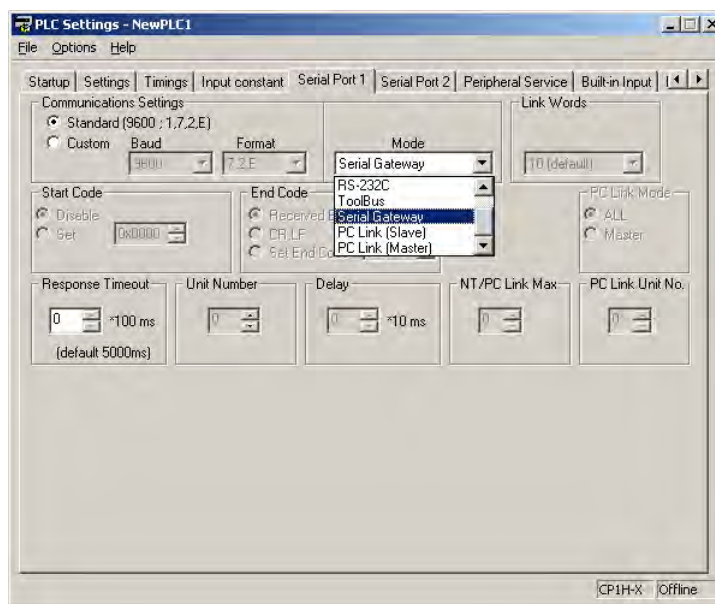 PLC Settings - NewPLC1
File Options Help
Startup Settings Timings Input constant Serial Port 1 Serial Port 2 Peripheral Service Built-in Input
Communications Settings
Link Words
Standard (9600 ; 1,7,2,E)
Custom Baud Format Mode
9600 7,2,E Serial Gateway 10 (default)
RS-232C
ToolBus
Serial Gateway
PC Link (Slave)
PC Link (Master)
Start Code End Code PC Link Mode
Disable Received ALL
Set 0x0000 CR,LF Master
Set End
Response Timeout Unit Number Delay NT/PC Link Max PC Link Unit No.
0 *100 ms 0 0 *10 ms 0 0
(default 5000ms)
CP1H-X Offline